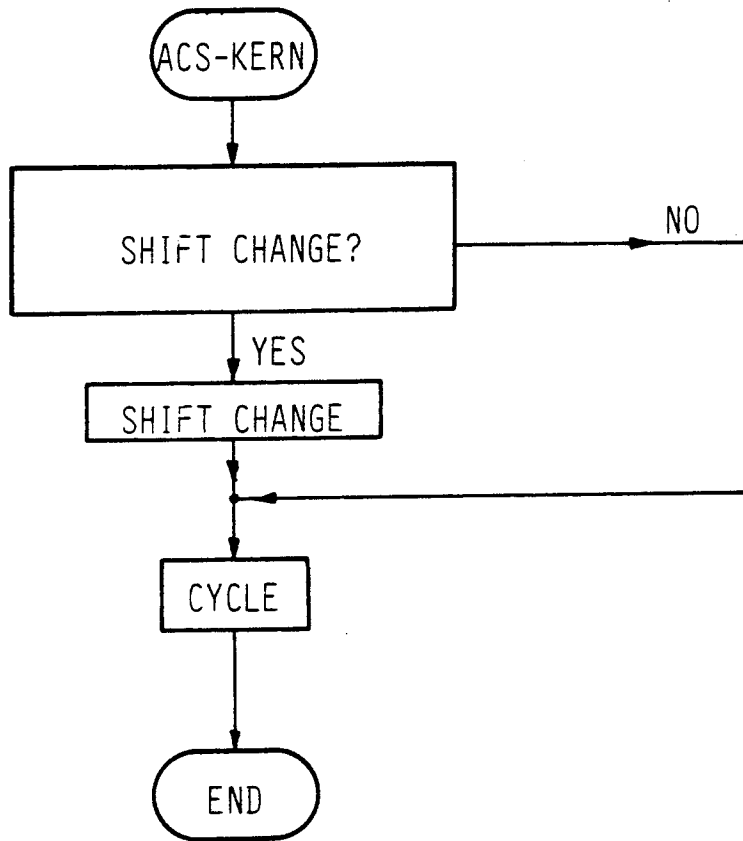 ACS-KERN
SHIFT CHANGE?
NO
YES
SHIFT CHANGE
CYCLE
END